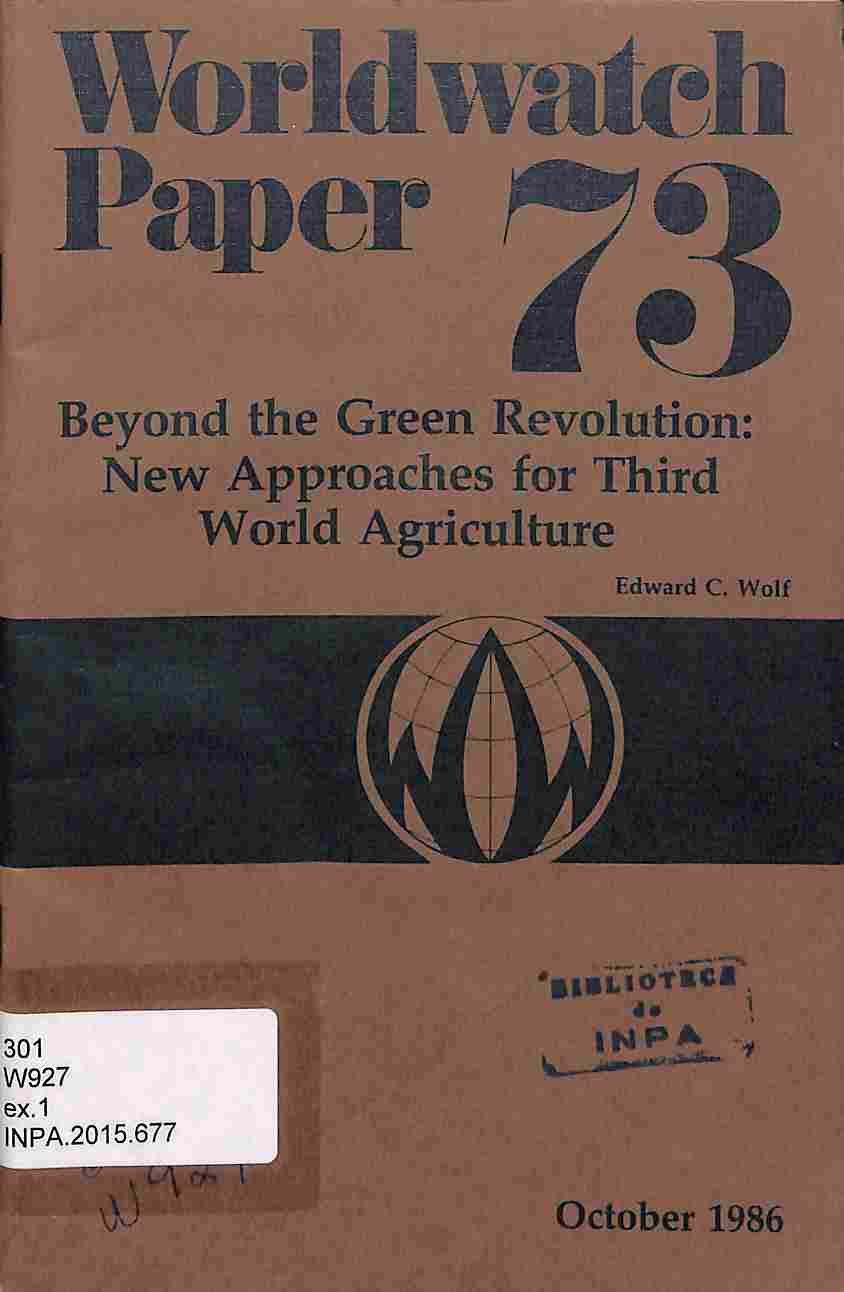 Worldwatch
Paper 73
Beyond the Green Revolution:
New Approaches for Third
World Agriculture
Edward C. Wolf
BIBLIOTECA
do
INPA
301
W927
ex.1
INPA.2015.677
October 1986